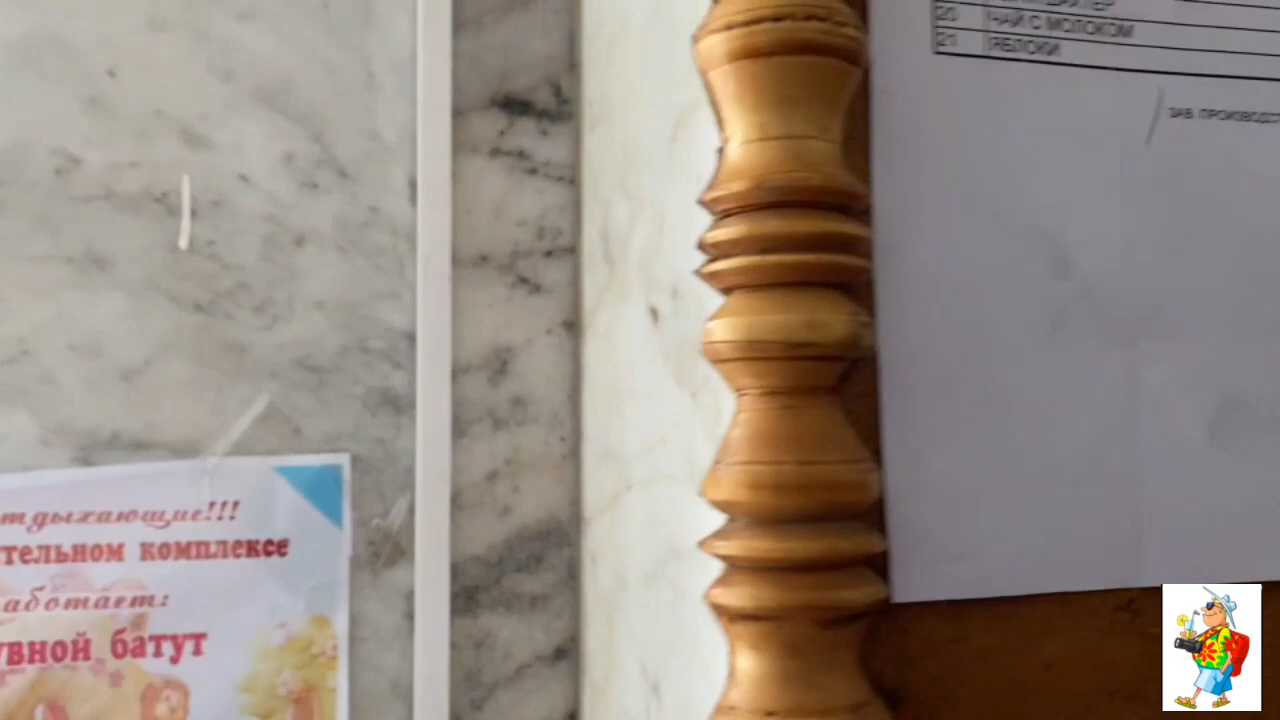 20 ЧАЙ С МОЛОКОМ
21 ЯБЛОКИ
ЗАВ. ПРОИЗВОДСТ
тдыхающие!!!
тельном комплексе
аботает:
увной батут